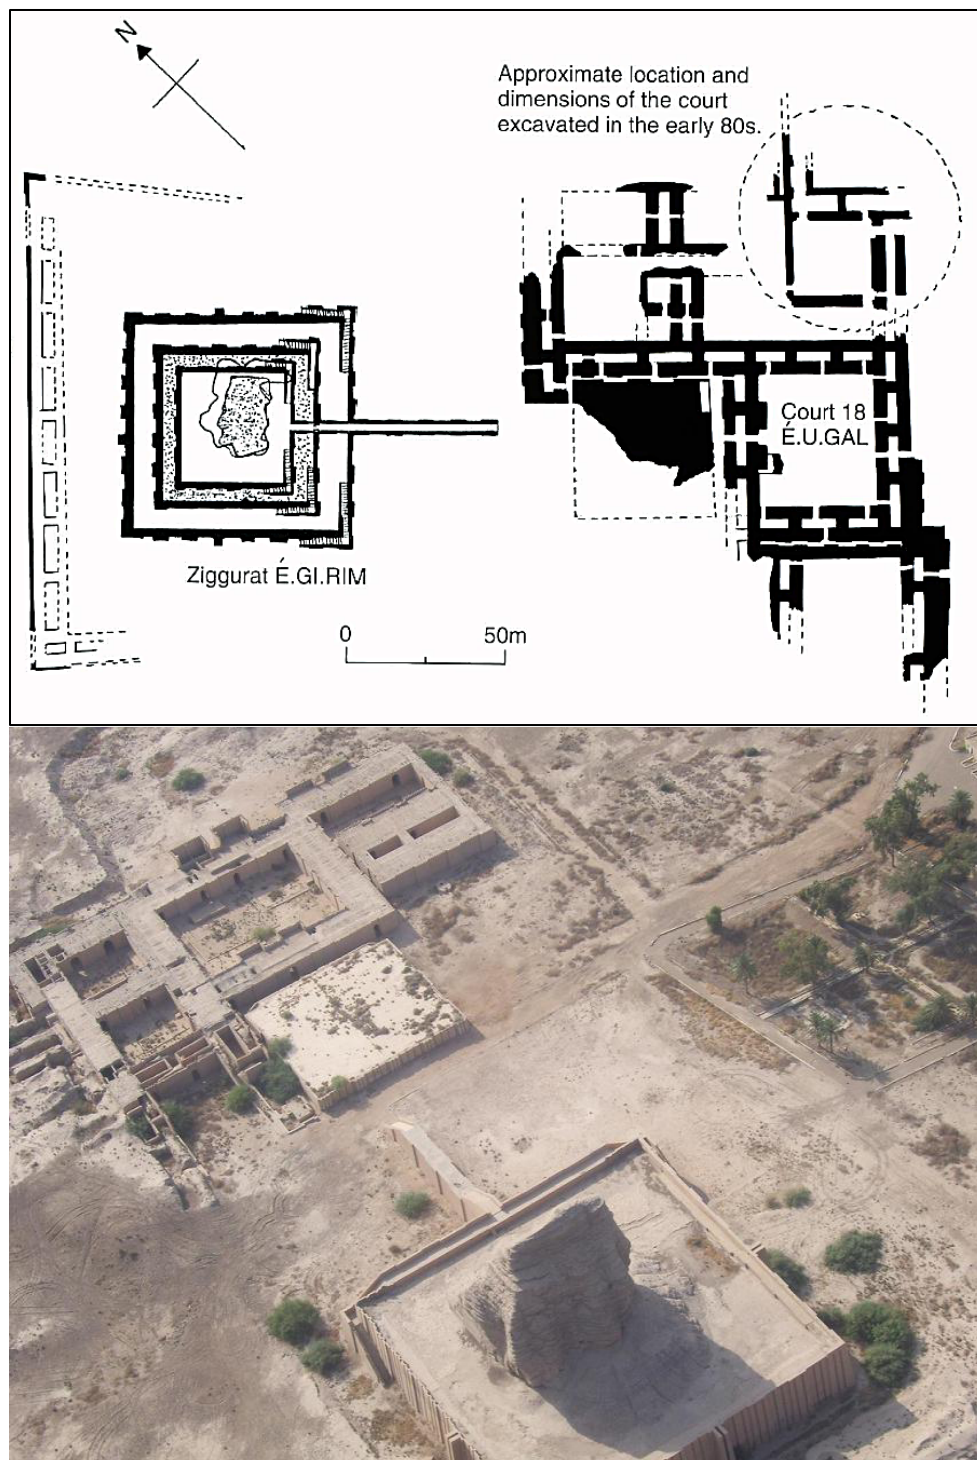 N
Approximate location and
dimensions of the court
excavated in the early 80s.
Court 18
É.U.GAL
Ziggurat É.GI.RIM
0 50m